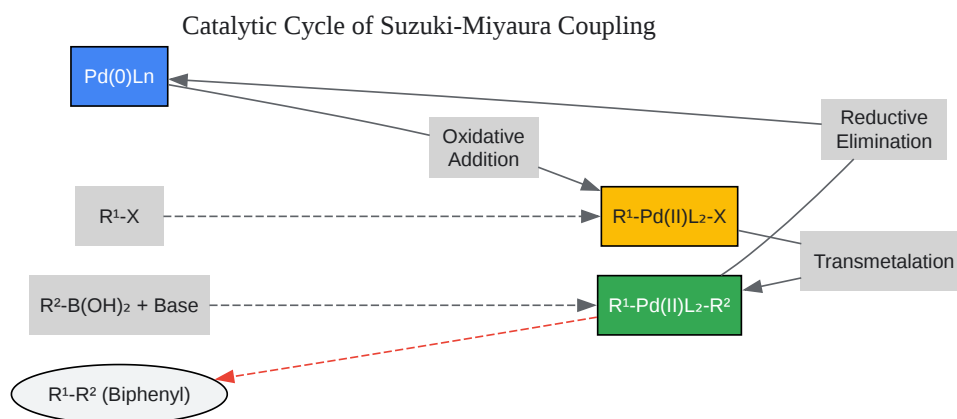 Catalytic Cycle of Suzuki-Miyaura Coupling
Pd(0)Ln
Oxidative
Addition
Reductive
Elimination
R¹-X
R¹-Pd(II)L₂-X
Transmetalation
R²-B(OH)₂ + Base
R¹-Pd(II)L₂-R²
R¹-R² (Biphenyl)